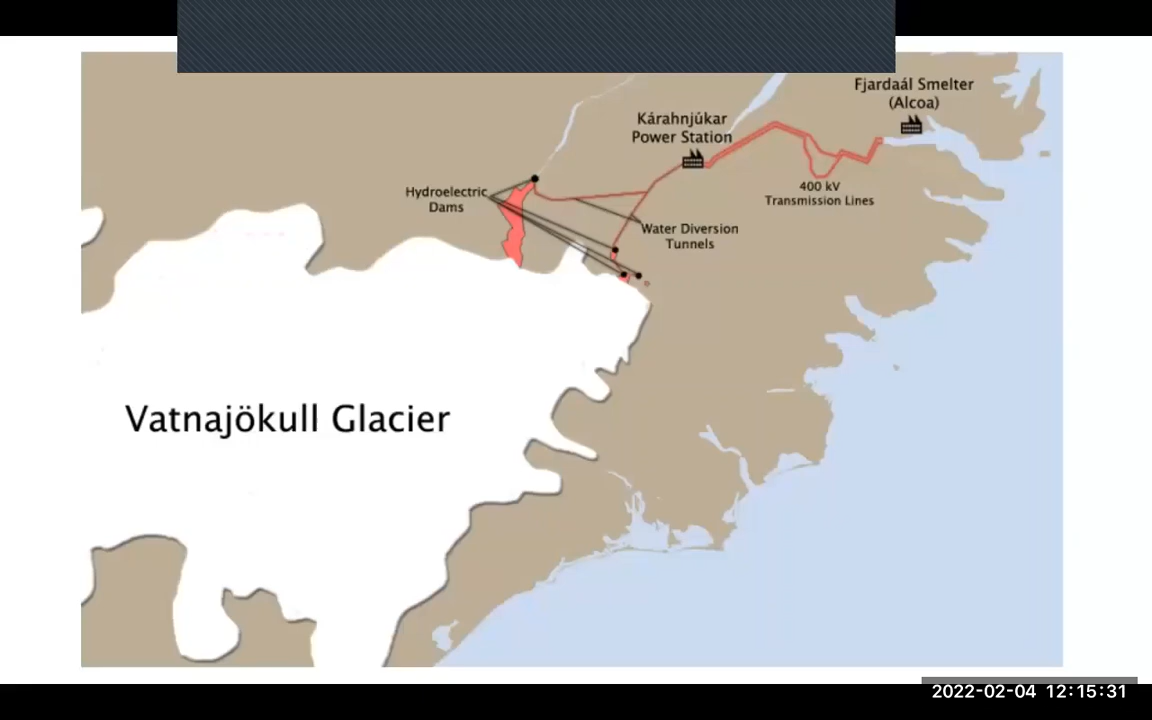 Fjardaál Smelter
(Alcoa)
Kárahnjúkar
Power Station
Hydroelectric
Dams
400 kV
Transmission Lines
Water Diversion
Tunnels
Vatnajökull Glacier
2022-02-04 12:15:31